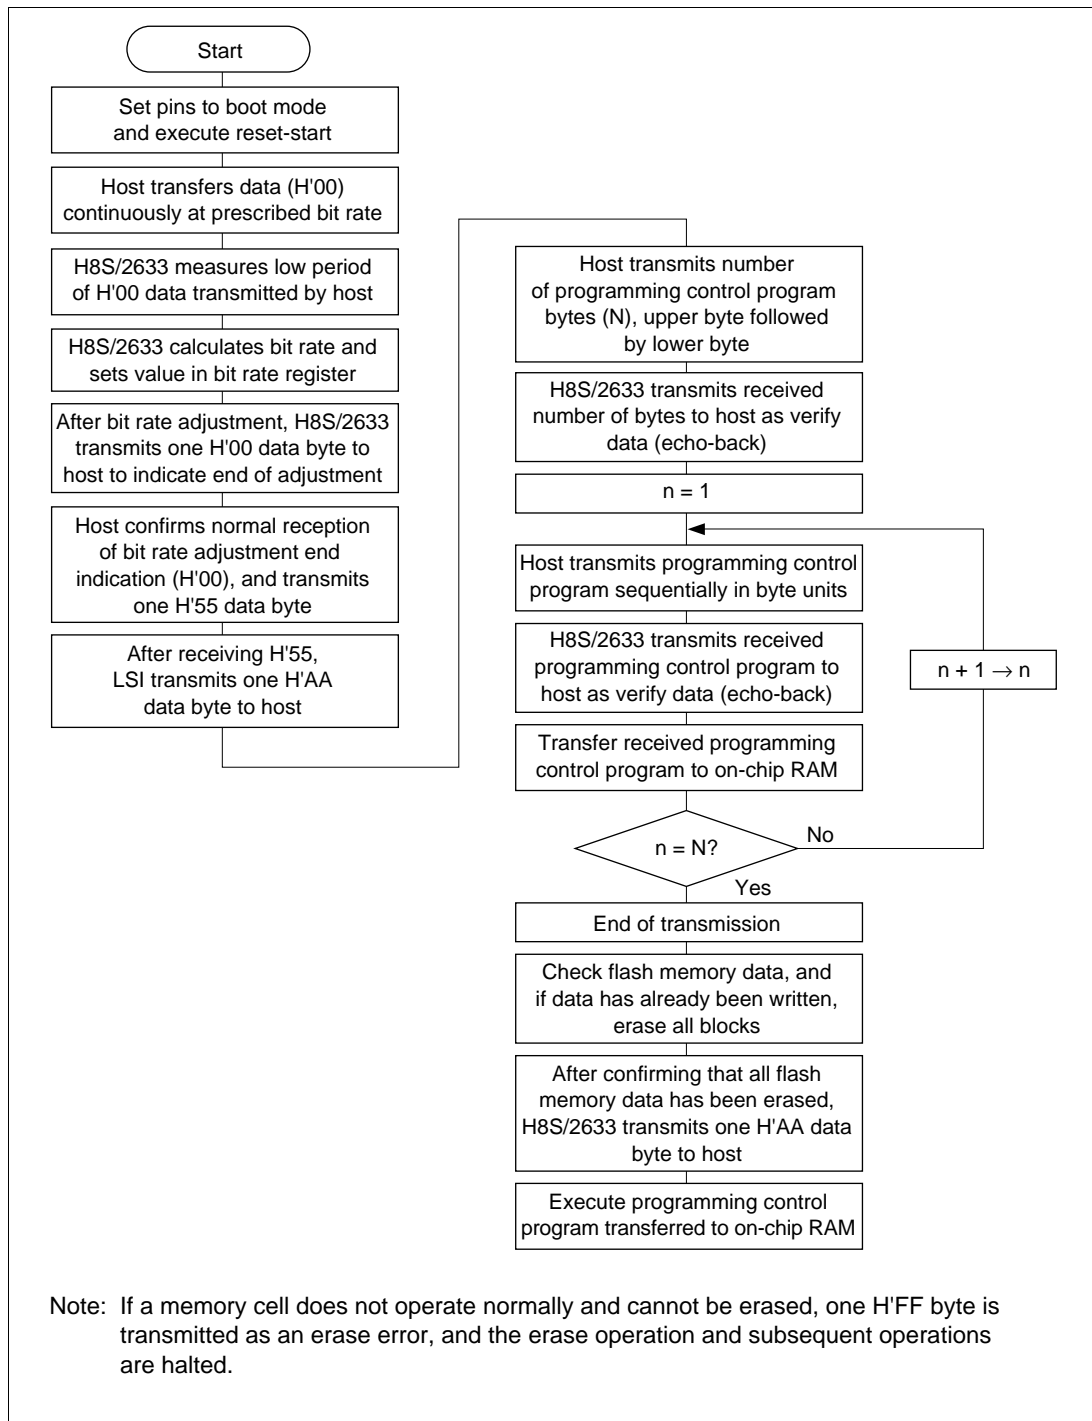 Start
Set pins to boot mode
and execute reset-start
Host transfers data (H'00)
continuously at prescribed bit rate
H8S/2633 measures low period
of H'00 data transmitted by host
H8S/2633 calculates bit rate and
sets value in bit rate register
After bit rate adjustment, H8S/2633
transmits one H'00 data byte to
host to indicate end of adjustment
Host confirms normal reception
of bit rate adjustment end
indication (H'00), and transmits
one H'55 data byte
After receiving H'55,
LSI transmits one H'AA
data byte to host
Host transmits number
of programming control program
bytes (N), upper byte followed
by lower byte
H8S/2633 transmits received
number of bytes to host as verify
data (echo-back)
n = 1
Host transmits programming control
program sequentially in byte units
H8S/2633 transmits received
programming control program to
host as verify data (echo-back)
n + 1 → n
Transfer received programming
control program to on-chip RAM
n = N?
No
Yes
End of transmission
Check flash memory data, and
if data has already been written,
erase all blocks
After confirming that all flash
memory data has been erased,
H8S/2633 transmits one H'AA data
byte to host
Execute programming control
program transferred to on-chip RAM
Note: If a memory cell does not operate normally and cannot be erased, one H'FF byte is
transmitted as an erase error, and the erase operation and subsequent operations
are halted.